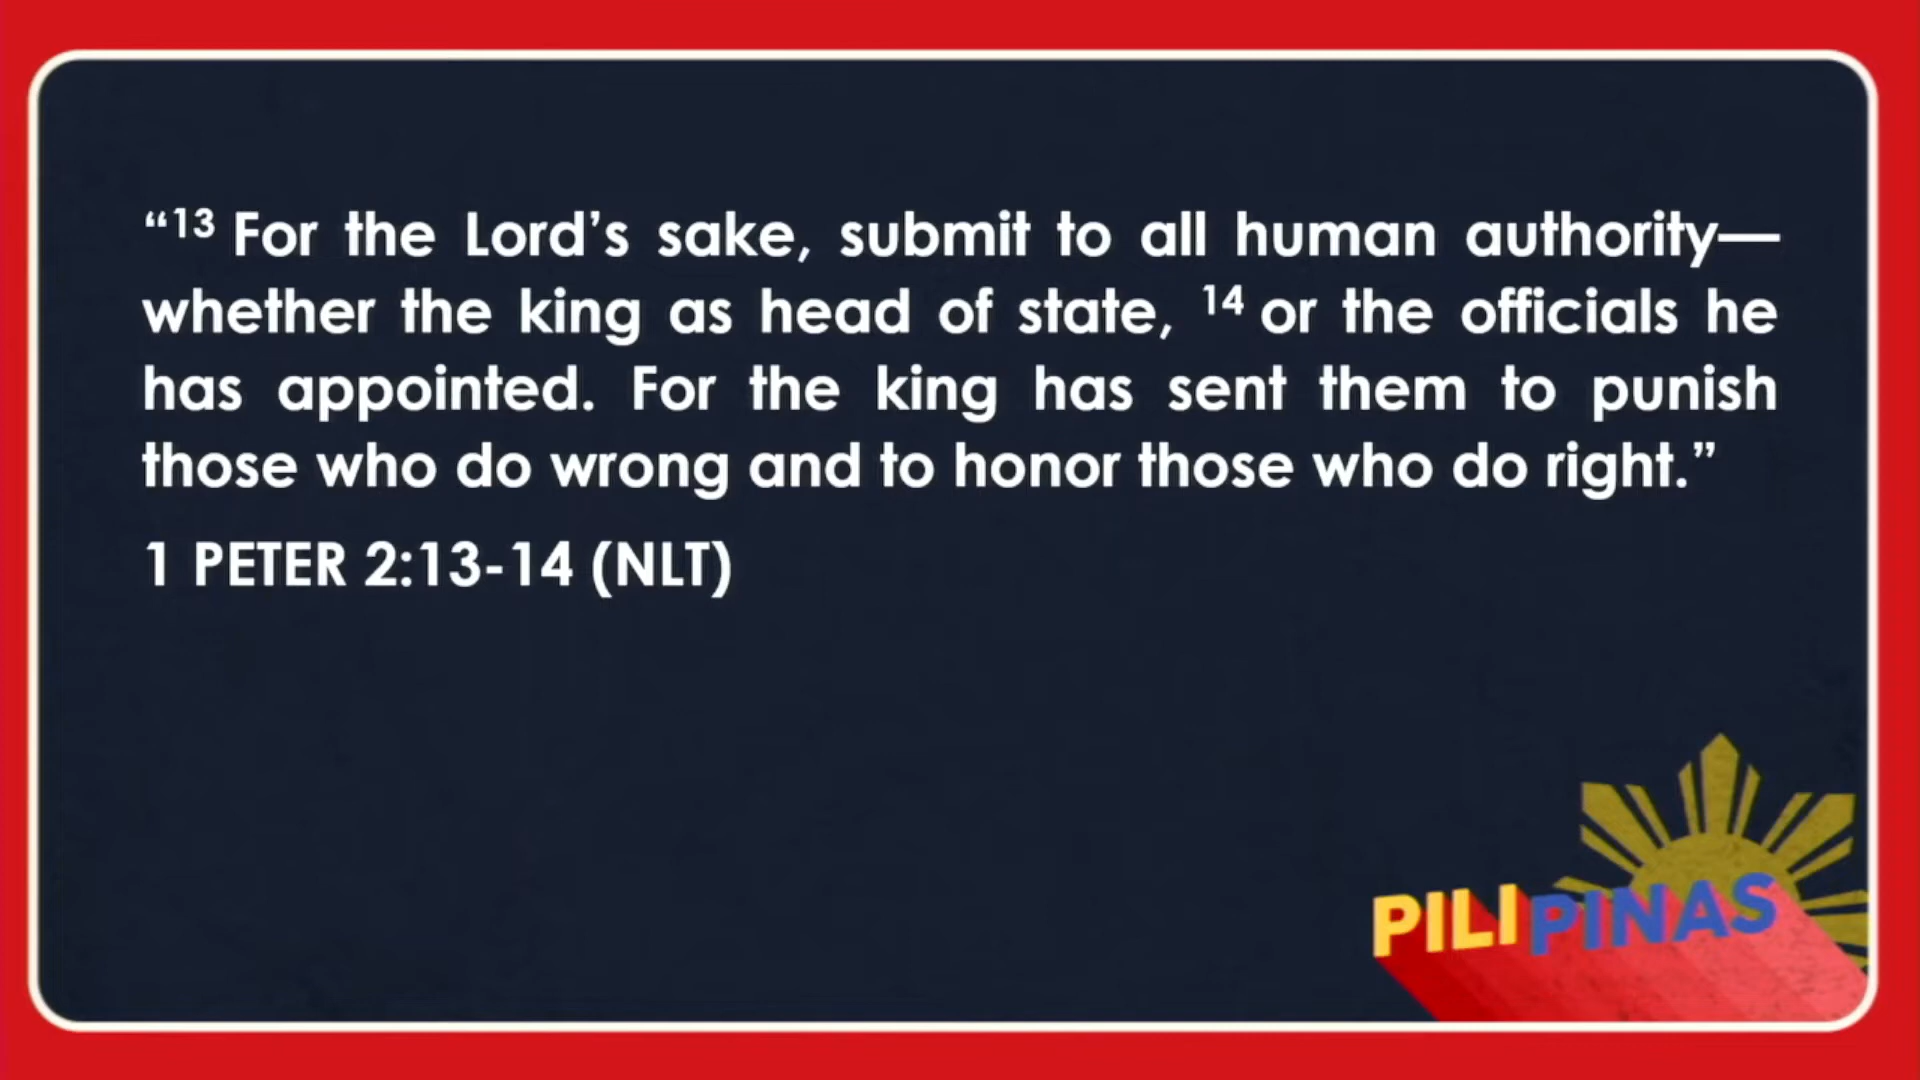 “13 For the Lord’s sake, submit to all human authority—
whether the king as head of state, 14 or the officials he
has appointed. For the king has sent them to punish
those who do wrong and to honor those who do right.”
1 PETER 2:13-14 (NLT)
PILIPINAS